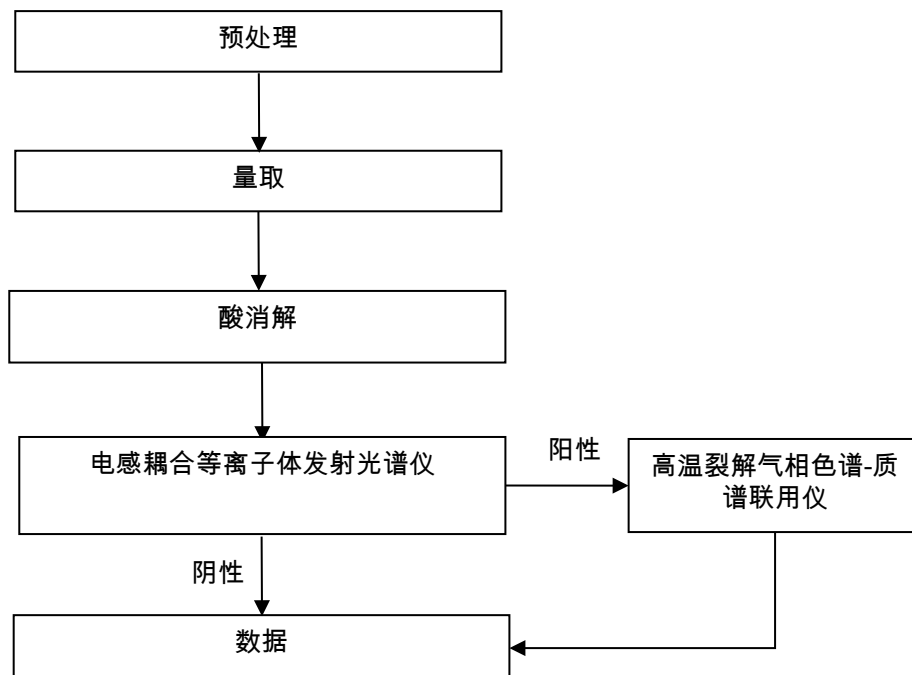 预处理
量取
酸消解
电感耦合等离子体发射光谱仪
阳性
高温裂解气相色谱-质
谱联用仪
阴性
数据